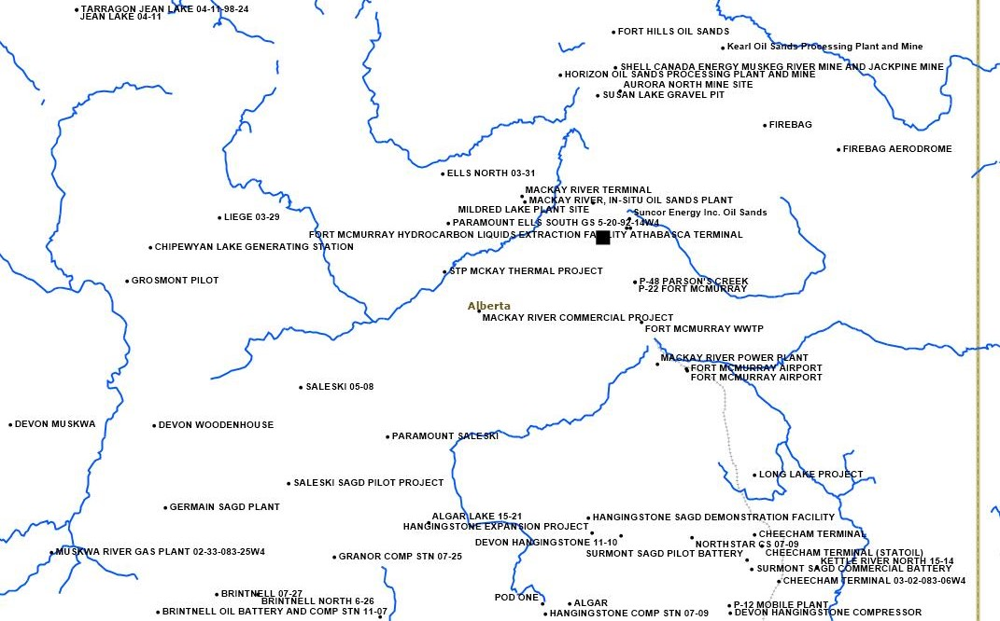 TARRAGON JEAN LAKE 04-11-98-24
JEAN LAKE 04-11
FORT HILLS OIL SANDS
Kearl Oil Sands Processing Plant and Mine
SHELL CANADA ENERGY MUSKEG RIVER MINE AND JACKPINE MINE
HORIZON OIL SANDS PROCESSING PLANT AND MINE
AURORA NORTH MINE SITE
SUSAN LAKE GRAVEL PIT
FIREBAG
FIREBAG AERODROME
ELLS NORTH 03-31
MACKAY RIVER TERMINAL
MACKAY RIVER, IN-SITU OIL SANDS PLANT
MILDRED LAKE PLANT SITE
Suncor Energy Inc. Oil Sands
LIEGE 03-29
PARAMOUNT ELLS SOUTH GS 5-20-92-14W4
FORT MCMURRAY HYDROCARBON LIQUIDS EXTRACTION FACILITY ATHABASCA TERMINAL
CHIPEWYAN LAKE GENERATING STATION
STP MCKAY THERMAL PROJECT
GROSMONT PILOT
P-48 PARSON'S CREEK
P-22 FORT MCMURRAY
Alberta
MACKAY RIVER COMMERCIAL PROJECT
FORT MCMURRAY WWTP
MACKAY RIVER POWER PLANT
FORT MCMURRAY AIRPORT
FORT MCMURRAY AIRPORT
SALESKI 05-08
DEVON MUSKWA
DEVON WOODENHOUSE
PARAMOUNT SALESKI
LONG LAKE PROJECT
SALESKI SAGD PILOT PROJECT
GERMAIN SAGD PLANT
ALGAR LAKE 15-21
HANGINGSTONE SAGD DEMONSTRATION FACILITY
HANGINGSTONE EXPANSION PROJECT
CHEECHAM TERMINAL
DEVON HANGINGSTONE 11-10
NORTHSTAR CS 07-09
MUSKWA RIVER GAS PLANT 02-33-083-25W4
SURMONT SAGD PILOT BATTERY
CHEECHAM TERMINAL (STATOIL)
GRANOR COMP STN 07-25
KETTLE RIVER NORTH 15-14
SURMONT SAGD COMMERCIAL BATTERY
CHEECHAM TERMINAL 03-02-083-06W4
BRINTNELL 07-27
BRINTNELL NORTH 6-26
POD ONE
ALGAR
P-12 MOBILE PLANT
BRINTNELL OIL BATTERY AND COMP STN 11-07
HANGINGSTONE COMP STN 07-09
DEVON HANGINGSTONE COMPRESSOR